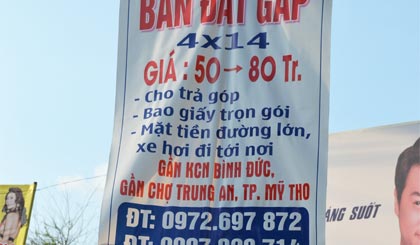 BÁN ĐẤT GẤP
4x14
GIÁ : 50→80 Tr.
- Cho trả góp
- Bao giấy trọn gói
- Mặt tiền đường lớn,
xe hơi đi tới nơi
GẦN KCN BÌNH ĐỨC,
GẦN CHỢ TRUNG AN, TP. MỸ THO
ĐT: 0972.697 872
ÁNG SUỐT